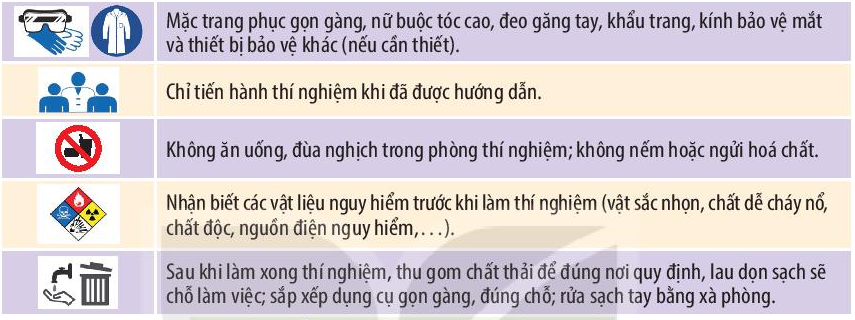 Mặc trang phục gọn gàng, nữ buộc tóc cao, đeo găng tay, khẩu trang, kính bảo vệ mắt
và thiết bị bảo vệ khác (nếu cần thiết).
Chỉ tiến hành thí nghiệm khi đã được hướng dẫn.
Không ăn uống, đùa nghịch trong phòng thí nghiệm; không nếm hoặc ngửi hoá chất.
Nhận biết các vật liệu nguy hiểm trước khi làm thí nghiệm (vật sắc nhọn, chất dễ cháy nổ,
chất độc, nguồn điện nguy hiểm,…).
Sau khi làm xong thí nghiệm, thu gom chất thải để đúng nơi quy định, lau dọn sạch sẽ
chỗ làm việc; sắp xếp dụng cụ gọn gàng, đúng chỗ; rửa sạch tay bằng xà phòng.